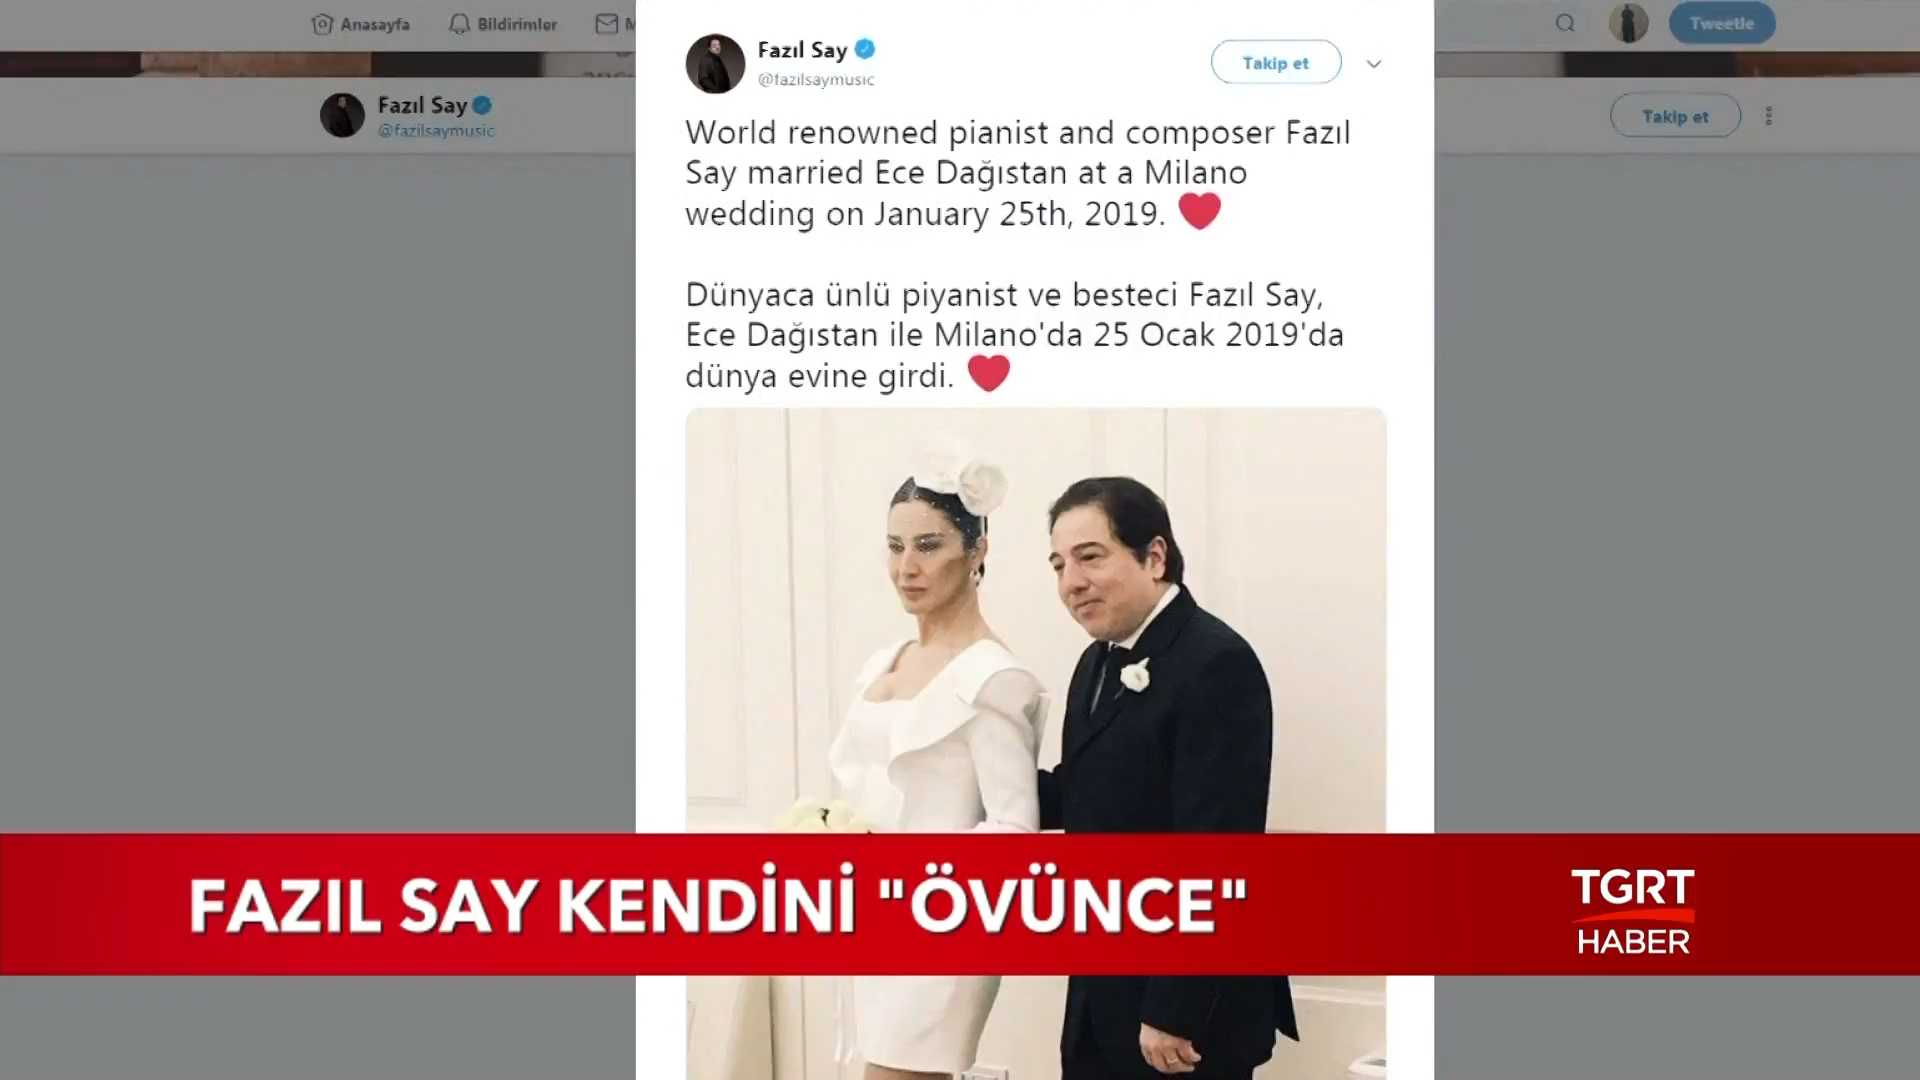 Anasayfa
Bildirimler
M
Tweetle
Fazıl Say
@fazilsaymusic
Takip et
Fazıl Say
@fazilsaymusic
Takip et
World renowned pianist and composer Fazıl
Say married Ece Dağıstan at a Milano
wedding on January 25th, 2019. ❤
Dünyaca ünlü piyanist ve besteci Fazıl Say,
Ece Dağıstan ile Milano'da 25 Ocak 2019'da
dünya evine girdi. ❤
FAZIL SAY KENDİNİ "ÖVÜNCE"
TGRT
HABER